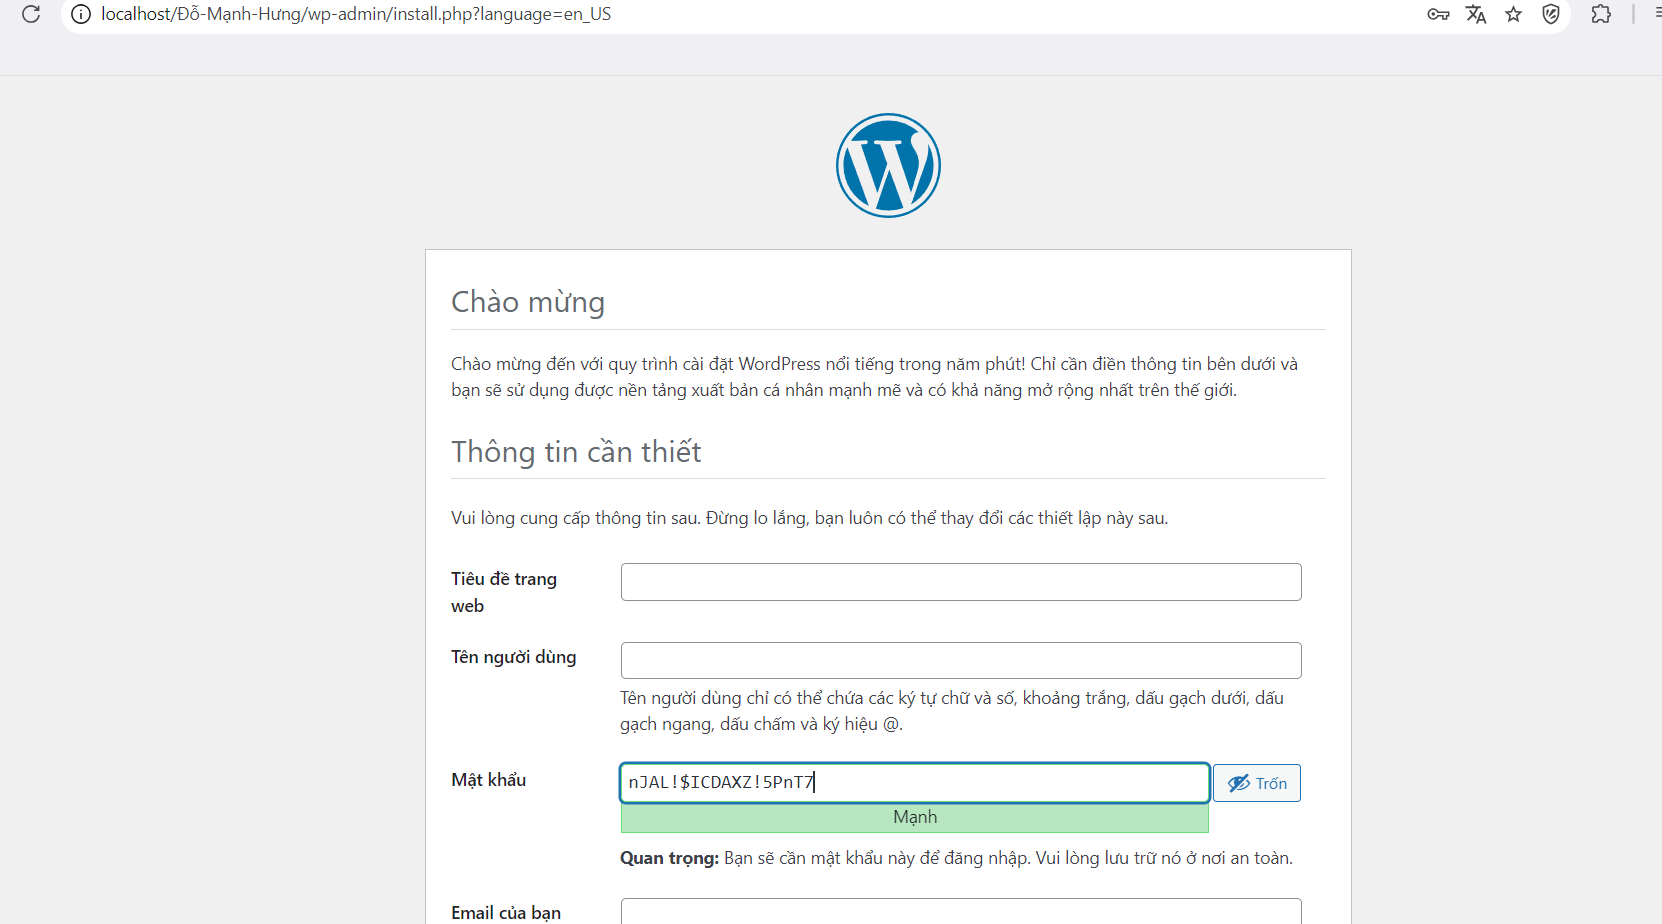 localhost/Đỗ-Mạnh-Hưng/wp-admin/install.php?language=en_US
Chào mừng
Chào mừng đến với quy trình cài đặt WordPress nổi tiếng trong năm phút! Chỉ cần điền thông tin bên dưới và
bạn sẽ sử dụng được nền tảng xuất bản cá nhân mạnh mẽ và có khả năng mở rộng nhất trên thế giới.
Thông tin cần thiết
Vui lòng cung cấp thông tin sau. Đừng lo lắng, bạn luôn có thể thay đổi các thiết lập này sau.
Tiêu đề trang
web
Tên người dùng
Tên người dùng chỉ có thể chứa các ký tự chữ và số, khoảng trắng, dấu gạch dưới, dấu
gạch ngang, dấu chấm và ký hiệu @.
Mật khẩu
nJAL!$ICDAXZ!5PnT7
Trốn
Mạnh
Quan trọng: Bạn sẽ cần mật khẩu này để đăng nhập. Vui lòng lưu trữ nó ở nơi an toàn.
Email của bạn